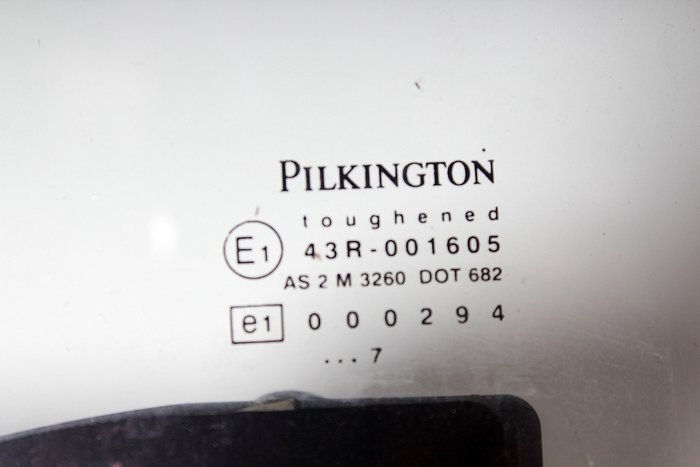 PILKINGTON
toughened
E1 43R-001605
AS 2 M 3260 DOT 682
e1 000294
...7